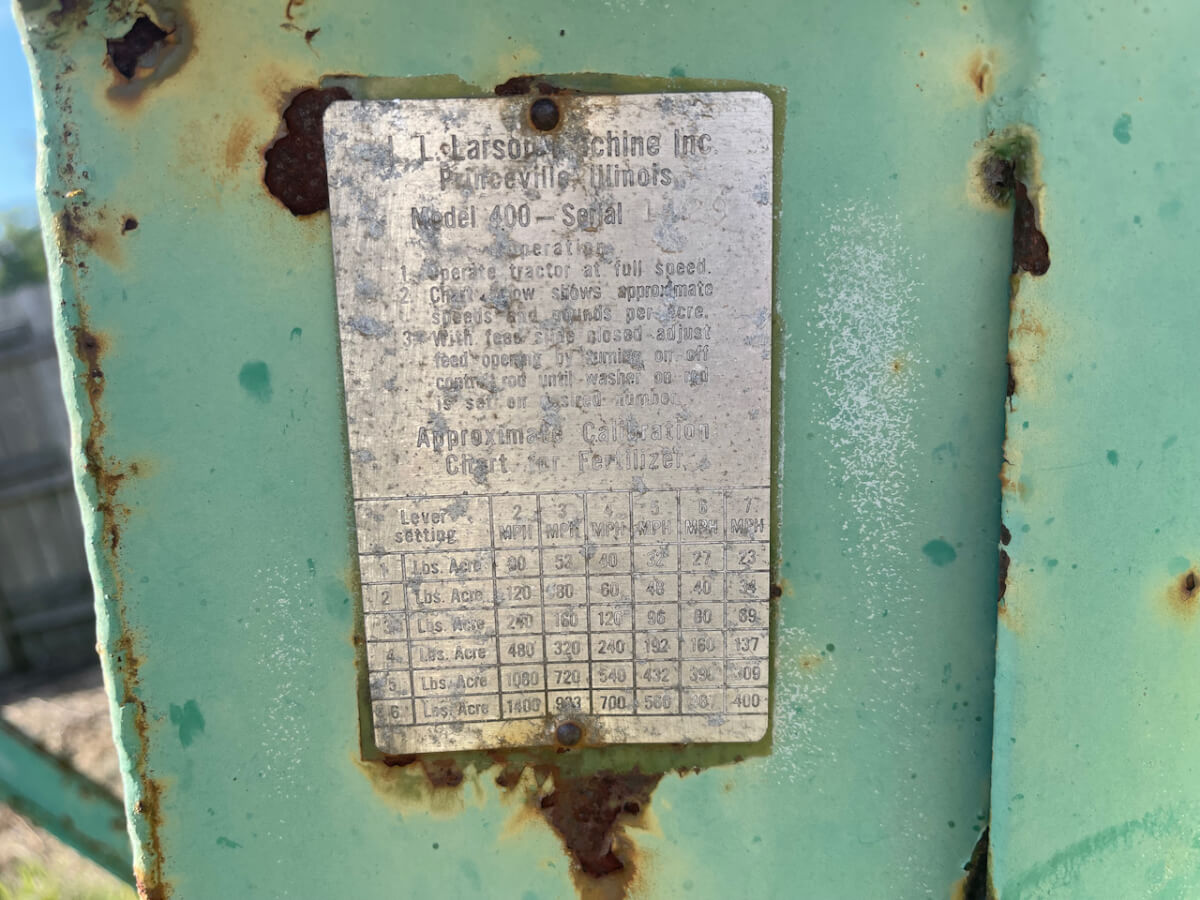 L. Larson Machine Inc.
Princeville, Illinois
Model 400 — Serial
Operation
1. Operate tractor at full speed.
2. Chart below shows approximate
speeds and pounds per acre.
3. With feed slide closed adjust
feed opening by turning on off
control rod until washer on rod
is set on desired number.
Approximate Calibration
Chart for Fertilizer
Lever setting 2 MPH 3 MPH 4 MPH 5 MPH 6 MPH 7 MPH
1 Lbs. Acre 53 40 32 27 23
2 Lbs. Acre 120 80 60 48 40 34
3 Lbs. Acre 240 160 120 96 80 69
4 Lbs. Acre 480 320 240 192 160 137
5 Lbs. Acre 1080 720 540 432 309
6 Lbs. Acre 1400 933 700 560 400